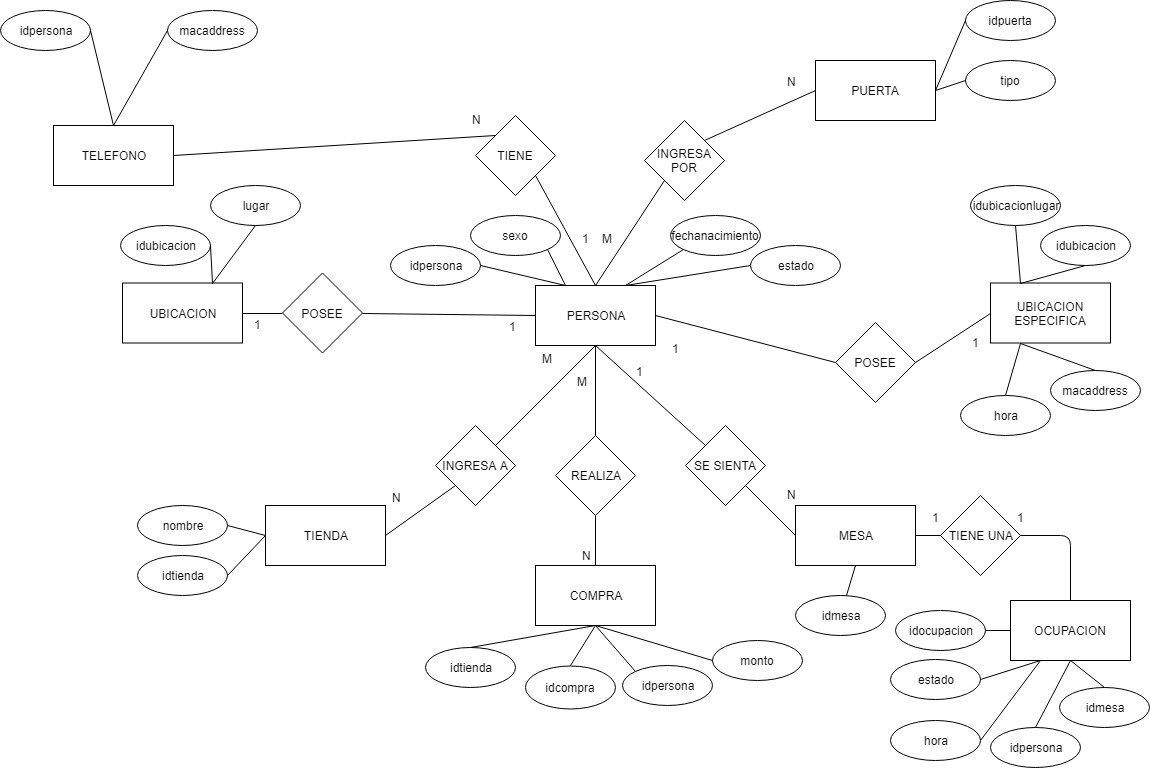 idpersona
macaddress
TELEFONO
N
TIENE
INGRESA
POR
N
PUERTA
idpuerta
tipo
lugar
idubicacion
UBICACION
1
POSEE
1
idpersona
sexo
1
M
fechanacimiento
estado
PERSONA
1
POSEE
1
idubicacionlugar
idubicacion
UBICACION
ESPECIFICA
hora
macaddress
M
M
1
INGRESA A
REALIZA
SE SIENTA
N
nombre
idtienda
TIENDA
N
COMPRA
idtienda
idcompra
idpersona
monto
N
MESA
idmesa
1
TIENE UNA
1
OCUPACION
idocupacion
estado
hora
idpersona
idmesa